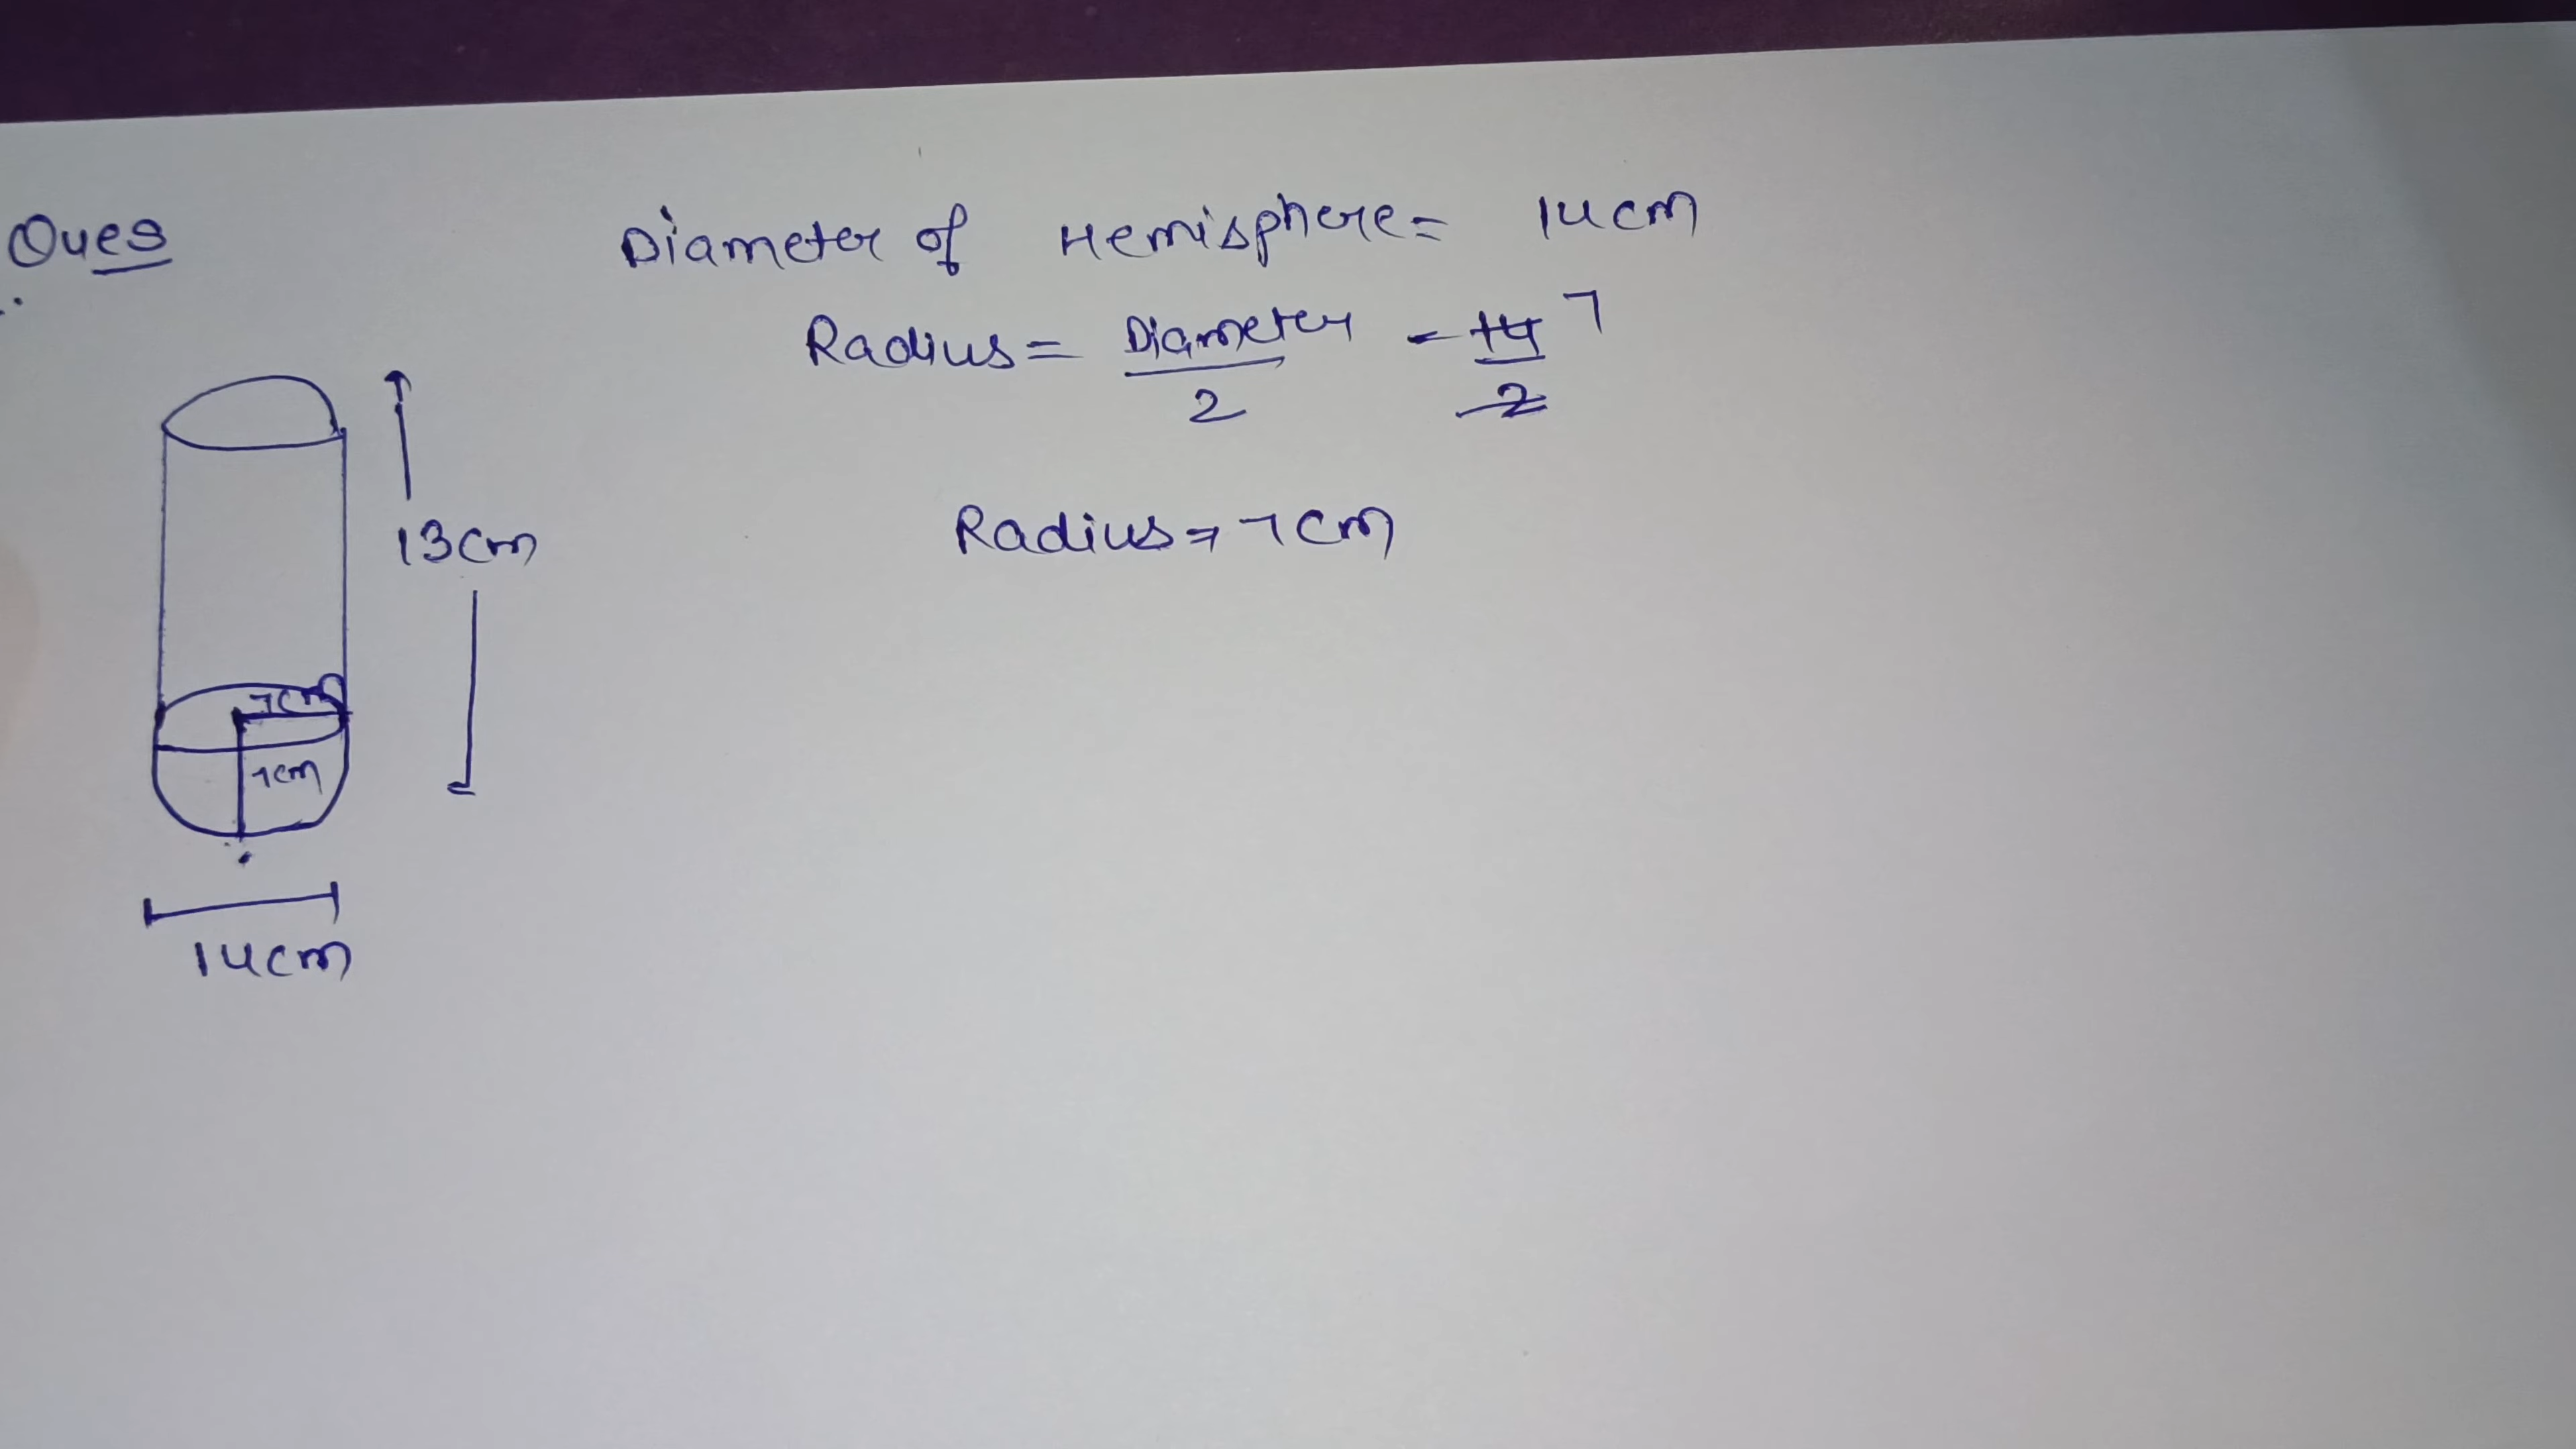 Ques
Diameter of Hemisphere = 14cm
Radius = Diameter/2 = 14/2 7
Radius = 7cm
13cm
7cm
7cm
14cm